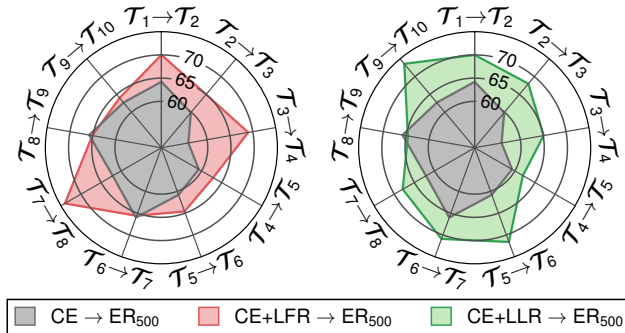 𝒯1→𝒯2
𝒯2→𝒯3
𝒯3→𝒯4
𝒯4→𝒯5
𝒯5→𝒯6
𝒯6→𝒯7
𝒯7→𝒯8
𝒯8→𝒯9
𝒯9→𝒯10
70
65
60
𝒯1→𝒯2
𝒯2→𝒯3
𝒯3→𝒯4
𝒯4→𝒯5
𝒯5→𝒯6
𝒯6→𝒯7
𝒯7→𝒯8
𝒯8→𝒯9
𝒯9→𝒯10
70
65
60
CE → ER500 CE+LFR → ER500 CE+LLR → ER500